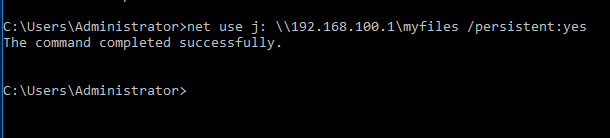 C:\Users\Administrator>net use j: \\192.168.100.1\myfiles /persistent:yes
The command completed successfully.
C:\Users\Administrator>